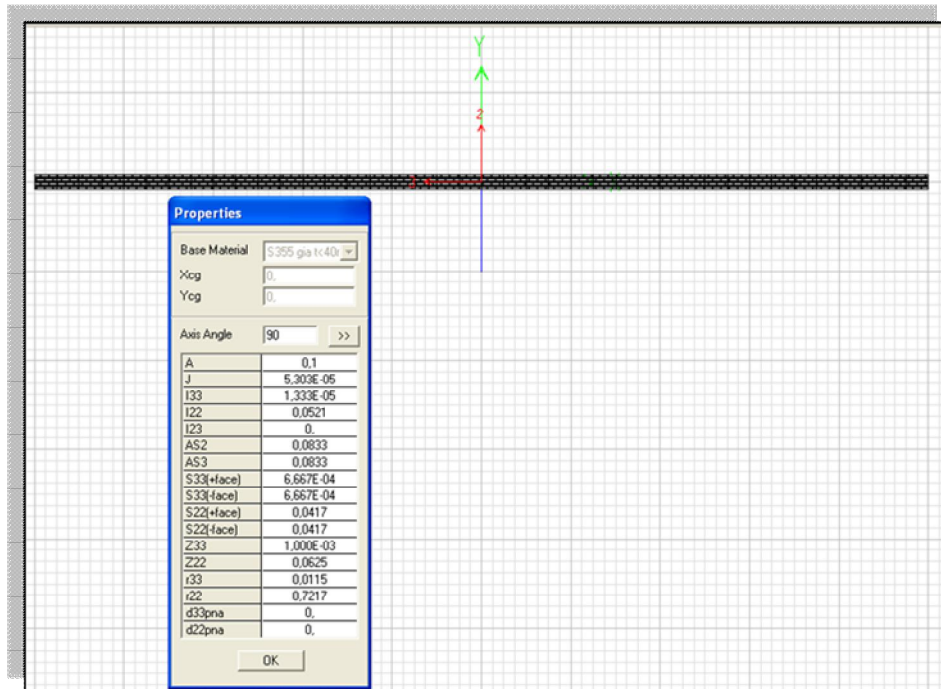 Y
2
3
Properties
Base Material S355 gia t<40r
Xcg 0,
Ycg 0,
Axis Angle 90 >>
A 0,1
J 5,303E-05
I33 1,333E-05
I22 0,0521
I23 0,
AS2 0,0833
AS3 0,0833
S33(+face) 6,667E-04
S33(-face) 6,667E-04
S22(+face) 0,0417
S22(-face) 0,0417
Z33 1,000E-03
Z22 0,0625
r33 0,0115
r22 0,7217
d33pna 0,
d22pna 0,
OK